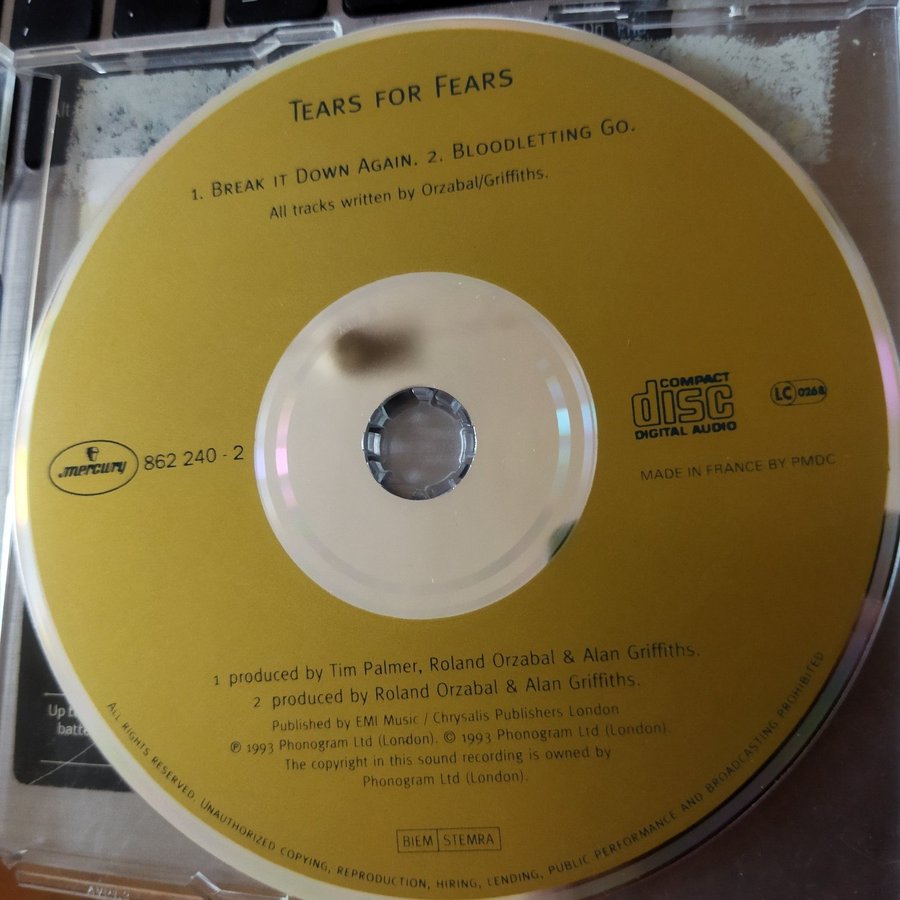 TEARS FOR FEARS
1. BREAK IT DOWN AGAIN. 2. BLOODLETTING GO.
All tracks written by Orzabal/Griffiths.
mercury 862 240 - 2
COMPACT
disc
DIGITAL AUDIO
LC 0268
MADE IN FRANCE BY PMDC
1 produced by Tim Palmer, Roland Orzabal & Alan Griffiths.
2 produced by Roland Orzabal & Alan Griffiths.
Published by EMI Music / Chrysalis Publishers London
℗ 1993 Phonogram Ltd (London). © 1993 Phonogram Ltd (London).
The copyright in this sound recording is owned by
Phonogram Ltd (London).
BIEM STEMRA
ALL RIGHTS RESERVED. UNAUTHORIZED COPYING, REPRODUCTION, HIRING, LENDING, PUBLIC PERFORMANCE AND BROADCASTING PROHIBITED